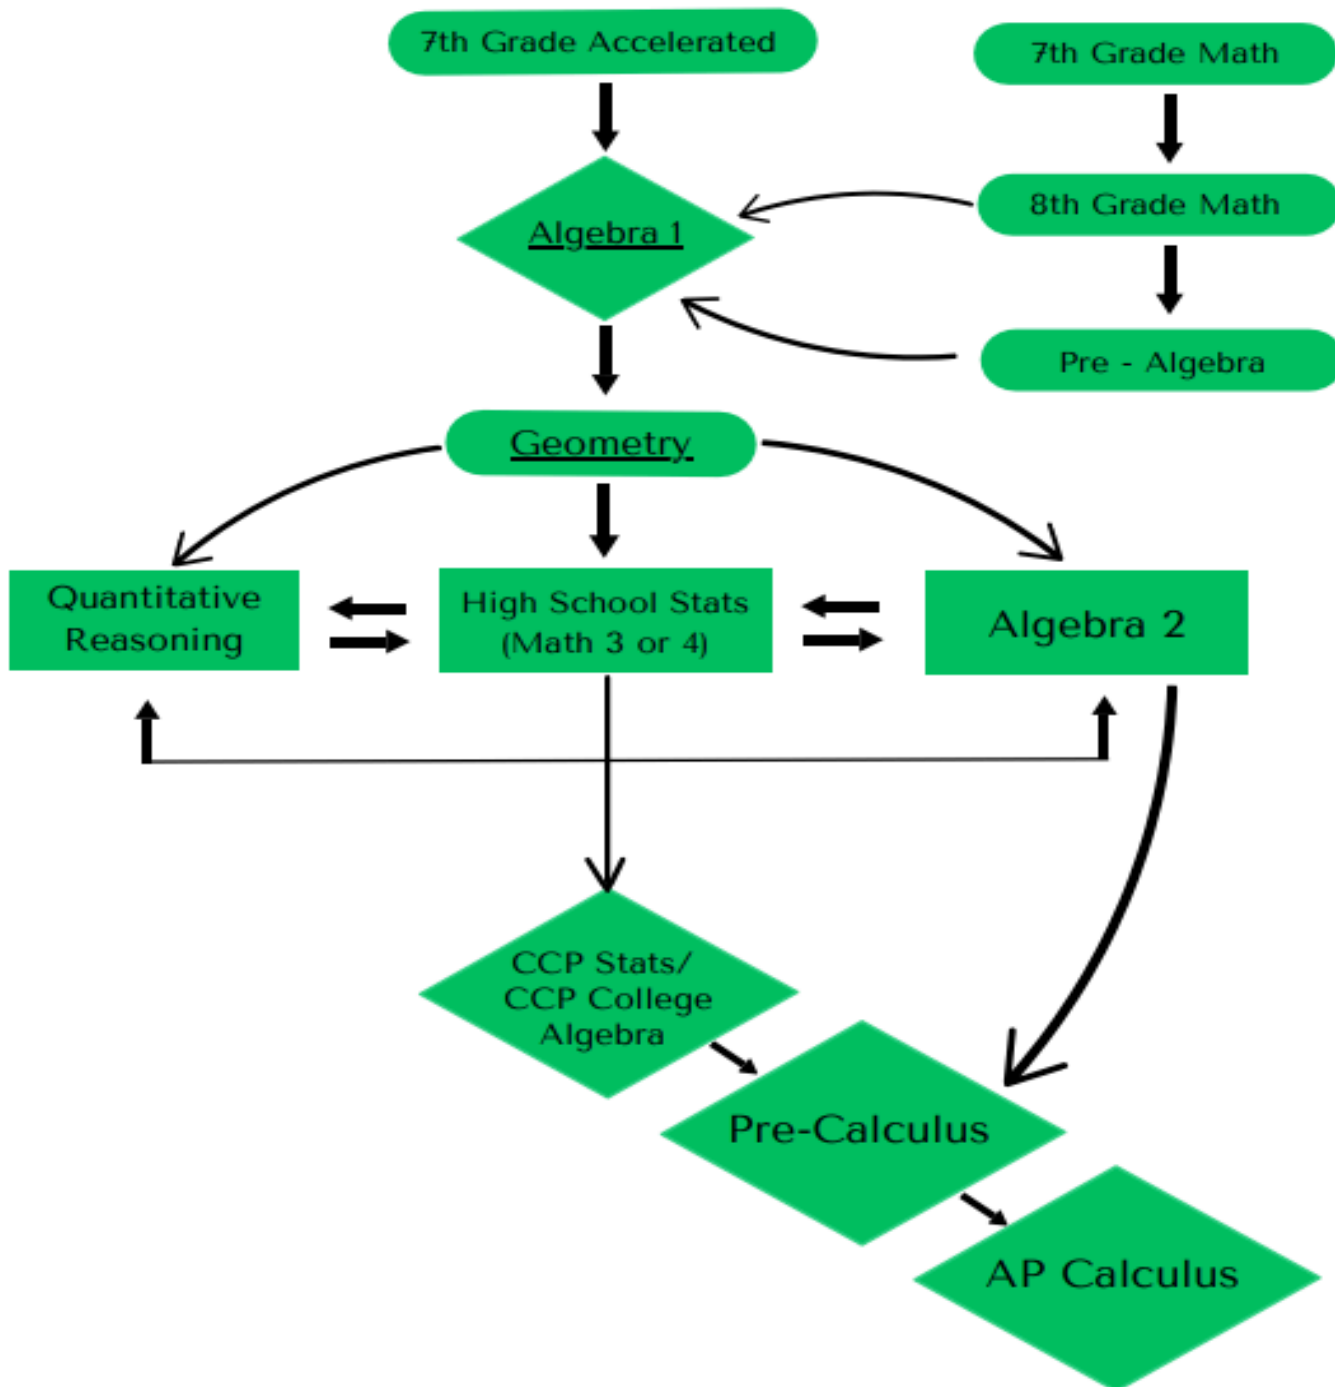 7th Grade Accelerated
7th Grade Math
Algebra 1
8th Grade Math
Pre - Algebra
Geometry
Quantitative
Reasoning
High School Stats
(Math 3 or 4)
Algebra 2
CCP Stats/
CCP College
Algebra
Pre-Calculus
AP Calculus